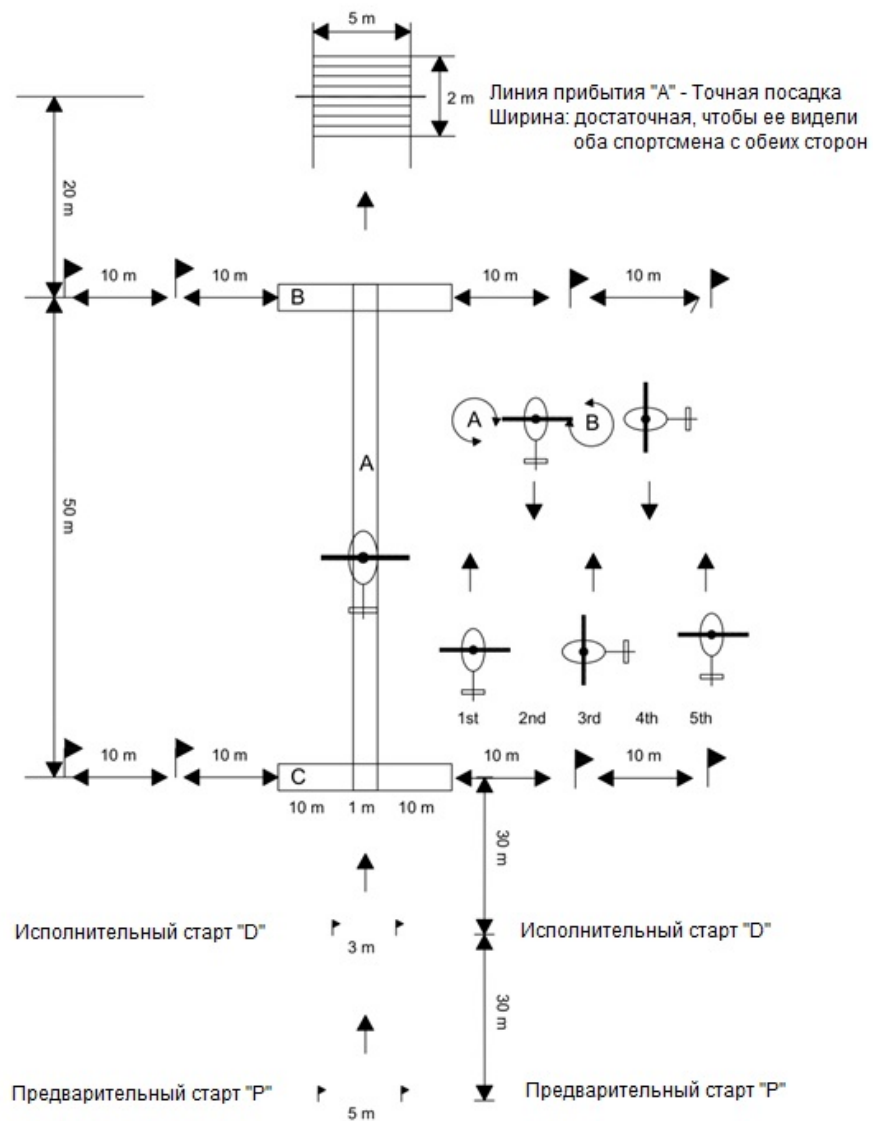 5 m
2 m
Линия прибытия "А" - Точная посадка
Ширина: достаточная, чтобы ее видели
оба спортсмена с обеих сторон
20 m
10 m
10 m
10 m
10 m
B
A
A
B
50 m
1st
2nd
3rd
4th
5th
10 m
10 m
10 m
10 m
C
10 m
1 m
10 m
30 m
Исполнительный старт "D"
3 m
Исполнительный старт "D"
30 m
Предварительный старт "P"
5 m
Предварительный старт "P"